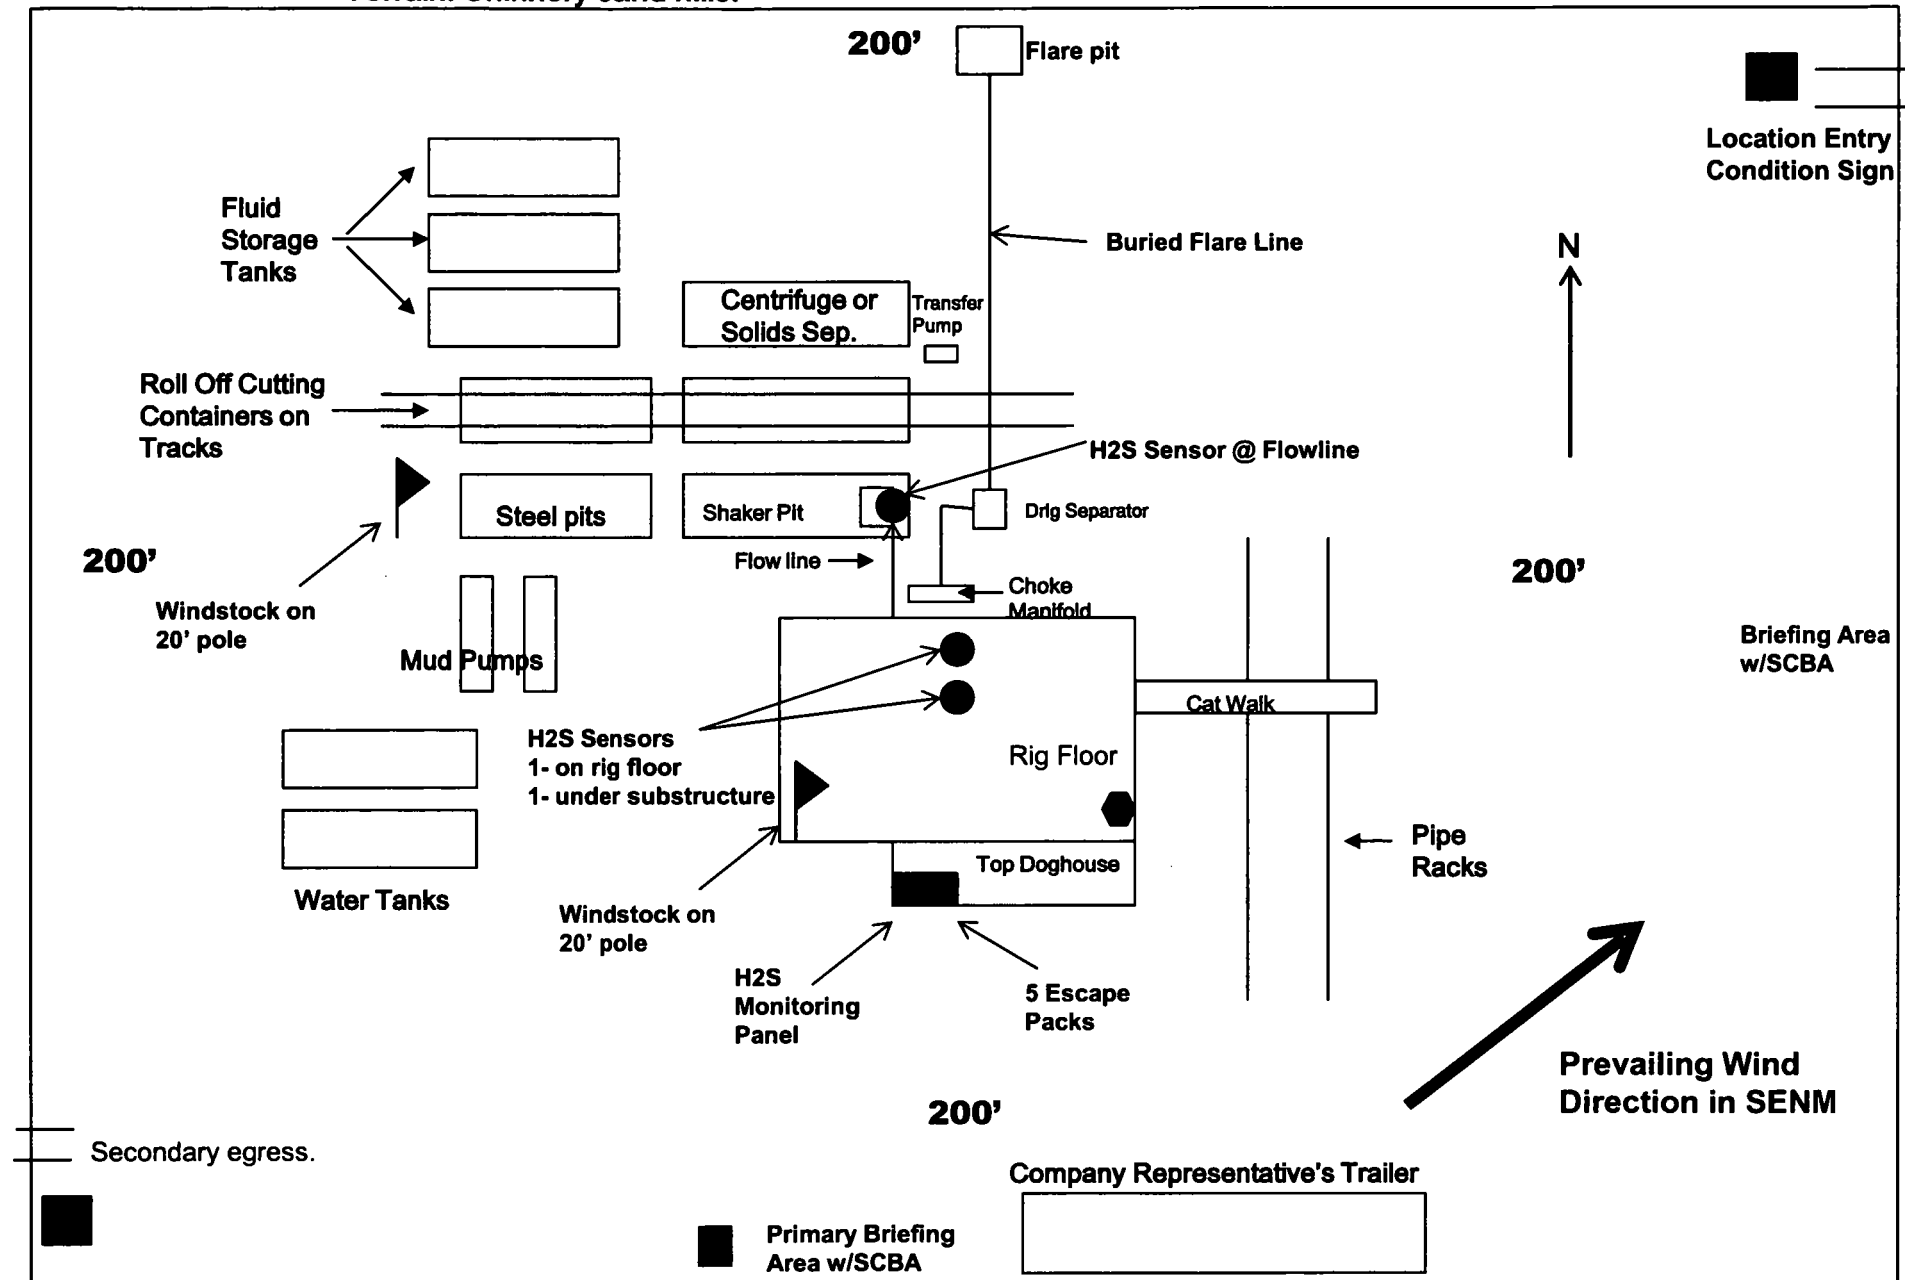 Terrain: Shinnery sand hills.
200’
Flare pit
Location Entry
Condition Sign
Fluid
Storage
Tanks
Buried Flare Line
N
Centrifuge or
Solids Sep.
Transfer
Pump
Roll Off Cutting
Containers on
Tracks
H2S Sensor @ Flowline
Steel pits
Shaker Pit
Drlg Separator
200’
Flow line
200’
Windstock on
20’ pole
Choke
Manifold
Briefing Area
w/SCBA
Mud Pumps
Cat Walk
H2S Sensors
1- on rig floor
1- under substructure
Rig Floor
Pipe
Racks
Top Doghouse
Water Tanks
Windstock on
20’ pole
H2S
Monitoring
Panel
5 Escape
Packs
Prevailing Wind
Direction in SENM
200’
Secondary egress.
Company Representative's Trailer
Primary Briefing
Area w/SCBA